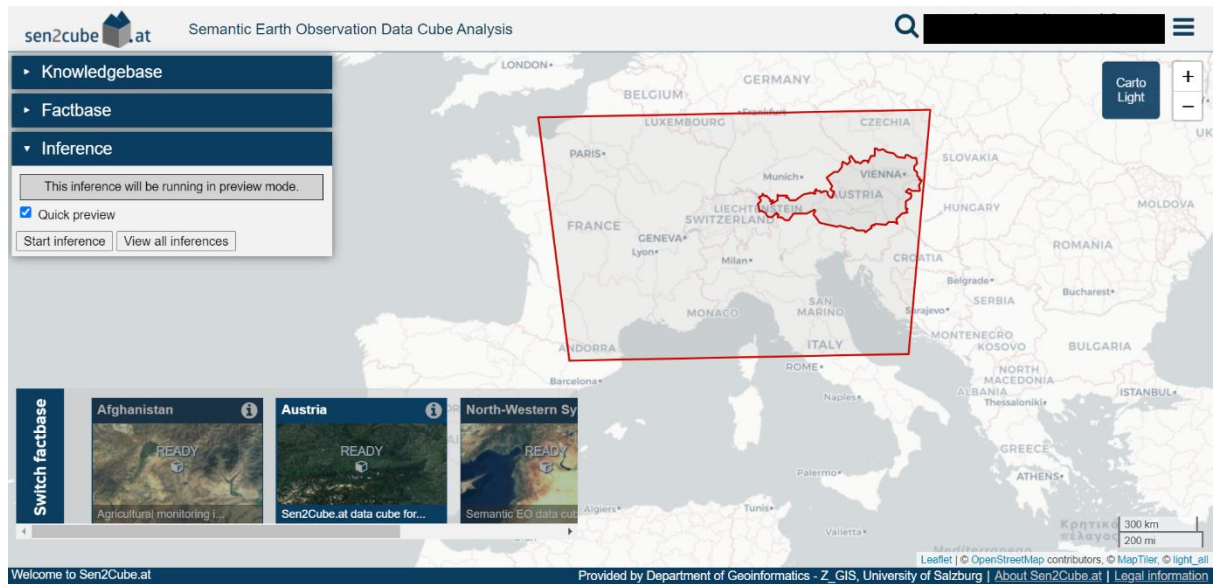 sen2cube.at
Semantic Earth Observation Data Cube Analysis
Knowledgebase
Factbase
Inference
This inference will be running in preview mode.
Quick preview
Start inference
View all inferences
Carto
Light
+
−
LONDON
GERMANY
BELGIUM
Frankfurt
LUXEMBOURG
CZECHIA
PARIS
SLOVAKIA
Munich
VIENNA
AUSTRIA
LIECHTENSTEIN
SWITZERLAND
HUNGARY
MOLDOVA
FRANCE
GENEVA
Lyon
Milan
ROMANIA
CROATIA
Belgrade
SERBIA
Bucharest
SAN
MARINO
Sarajevo
MONACO
MONTENEGRO
KOSOVO
BULGARIA
ITALY
ANDORRA
ROME
NORTH
MACEDONIA
Barcelona
ALBANIA
ISTANBUL
Thessaloniki
Naples
GREECE
ATHENS
Palermo
Algiers
Tunis
Valletta
Κρητικό
πέλαγος
Mediterranean
UK
300 km
200 mi
Switch factbase
Afghanistan
READY
Agricultural monitoring i...
Austria
READY
Sen2Cube.at data cube for...
North-Western Sy
READY
Semantic EO data cub
Leaflet | © OpenStreetMap contributors, © MapTiler, © light_all
Welcome to Sen2Cube.at
Provided by Department of Geoinformatics - Z_GIS, University of Salzburg | About Sen2Cube.at | Legal information